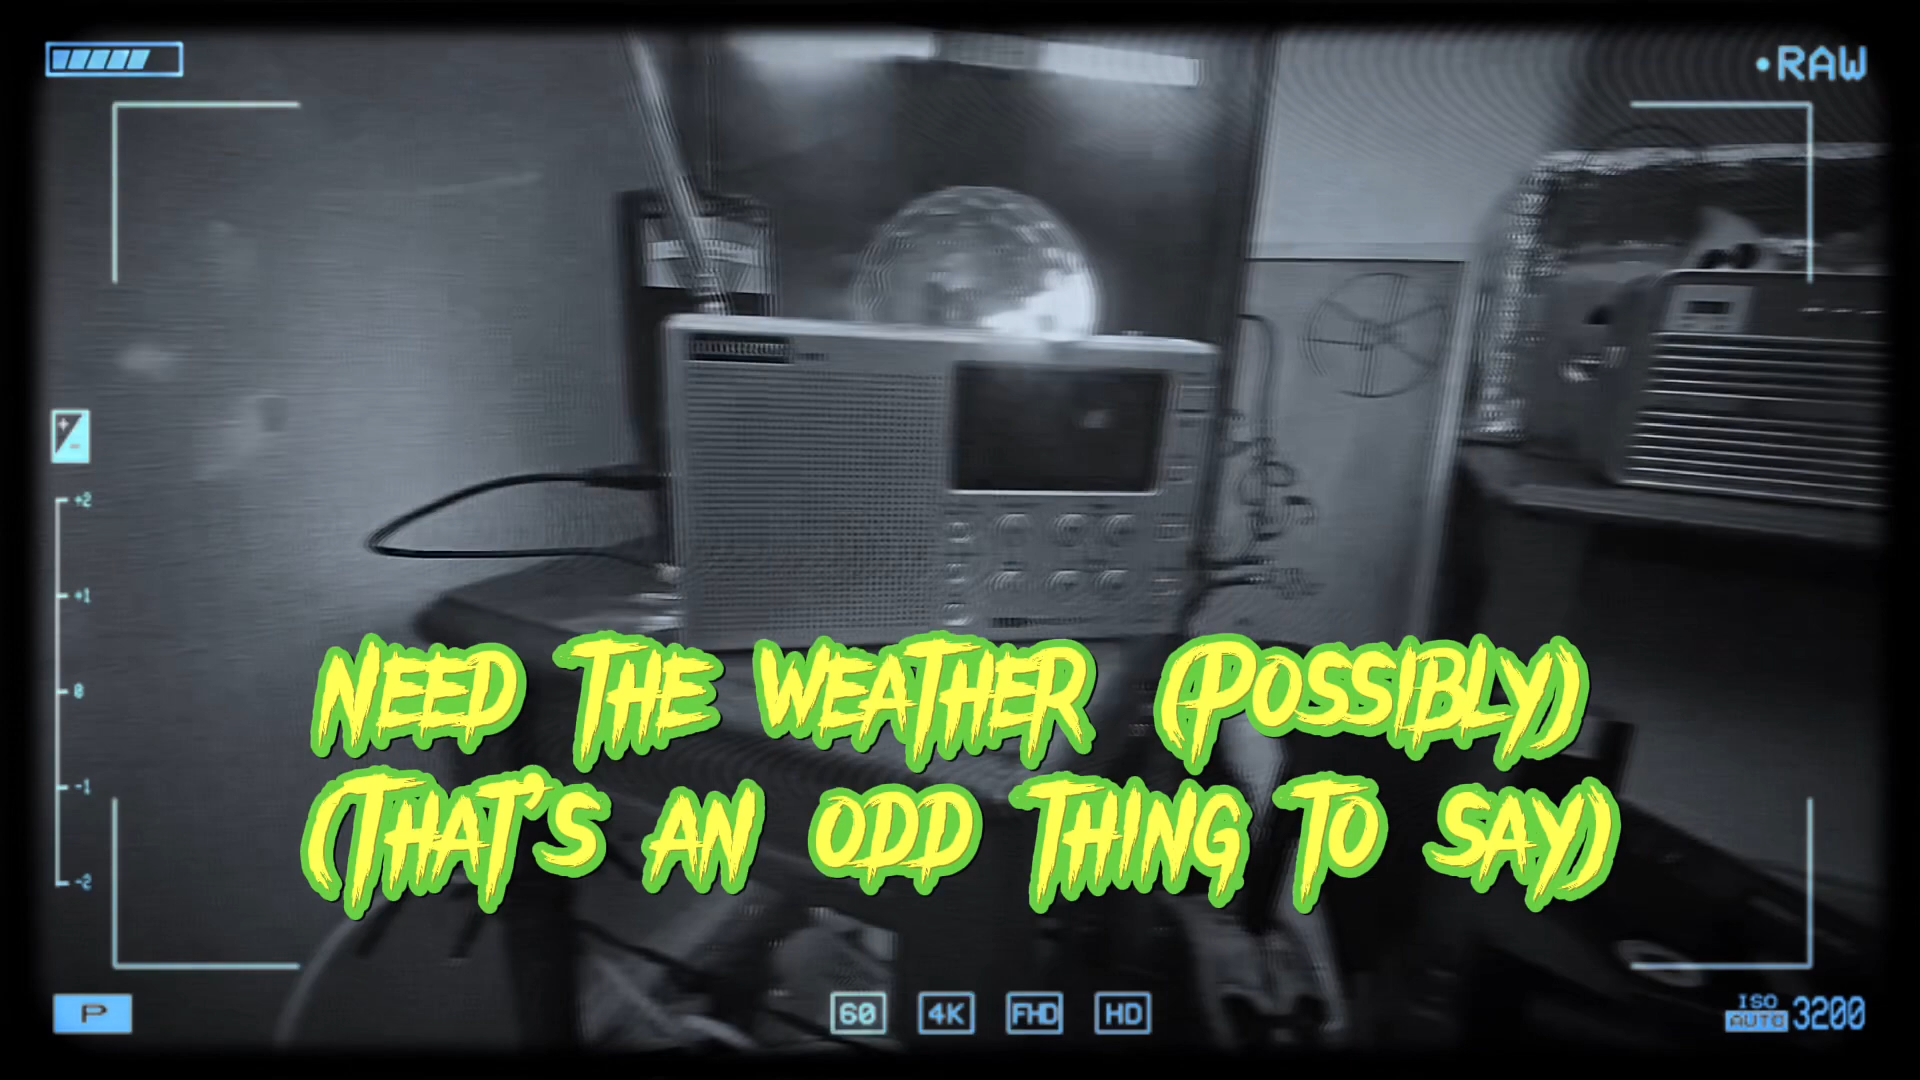 •RAW
+2
+1
0
-1
-2
NEED THE WEATHER (POSSIBLY)
(THAT'S AN ODD THING TO SAY)
P
60 4K FHD HD
ISO
AUTO 3200